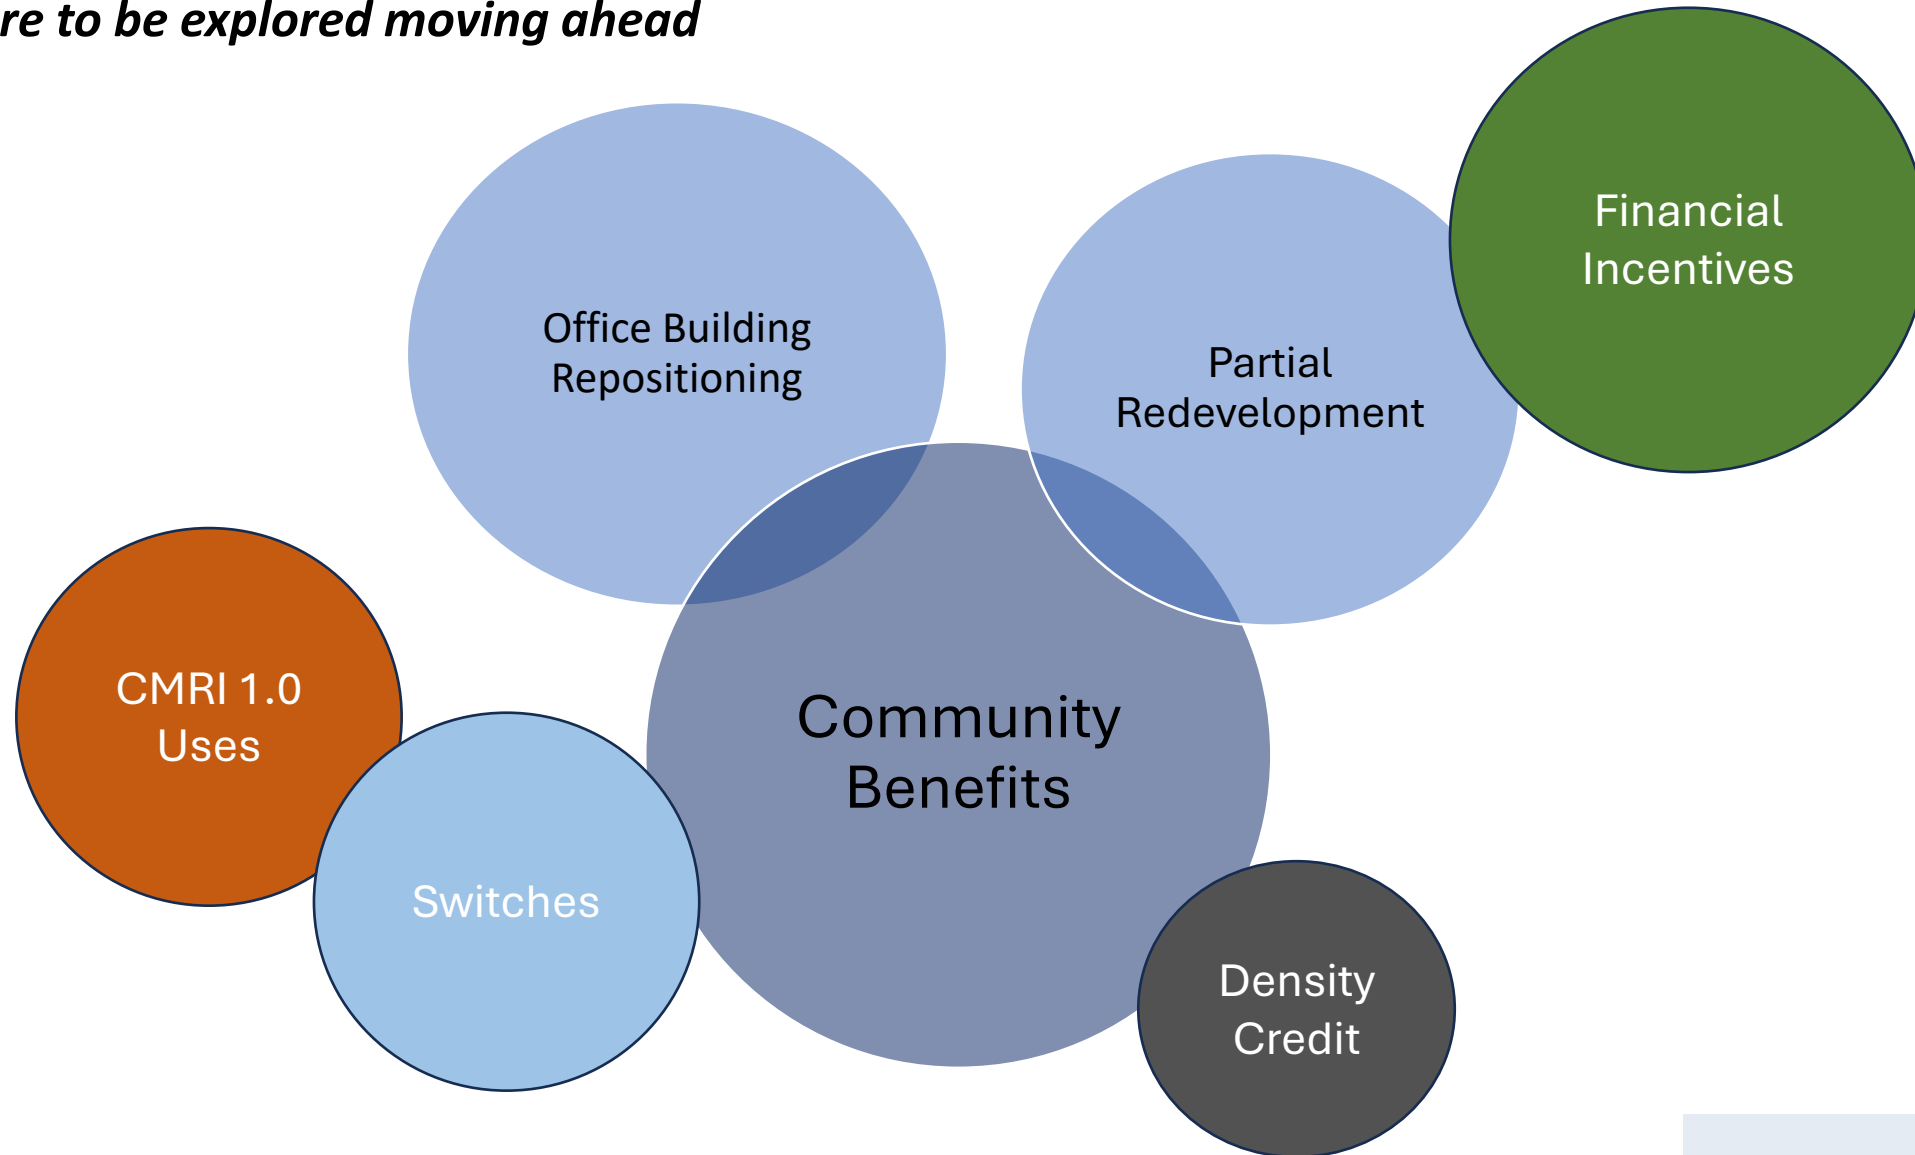 re to be explored moving ahead
Financial
Incentives
Office Building
Repositioning
Partial
Redevelopment
CMRI 1.0
Uses
Community
Benefits
Switches
Density
Credit